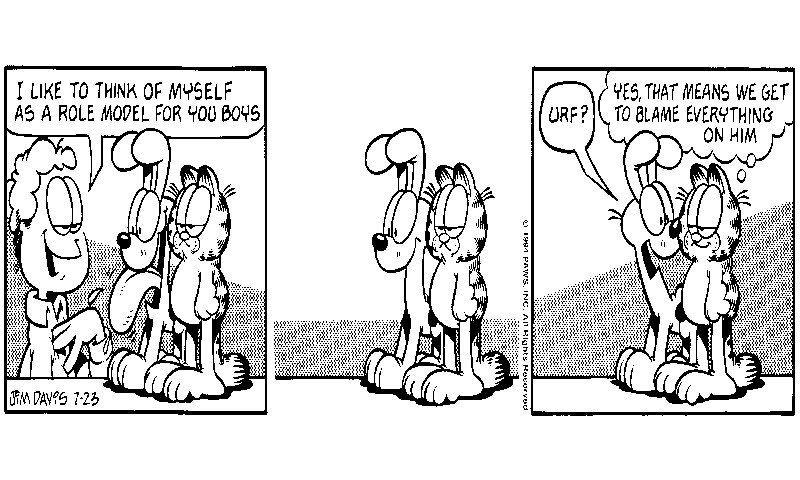 I LIKE TO THINK OF MYSELF
AS A ROLE MODEL FOR YOU BOYS
JIM DAVIS 7-23
© 1994 PAWS, INC. All Rights Reserved
URF?
YES, THAT MEANS WE GET
TO BLAME EVERYTHING
ON HIM